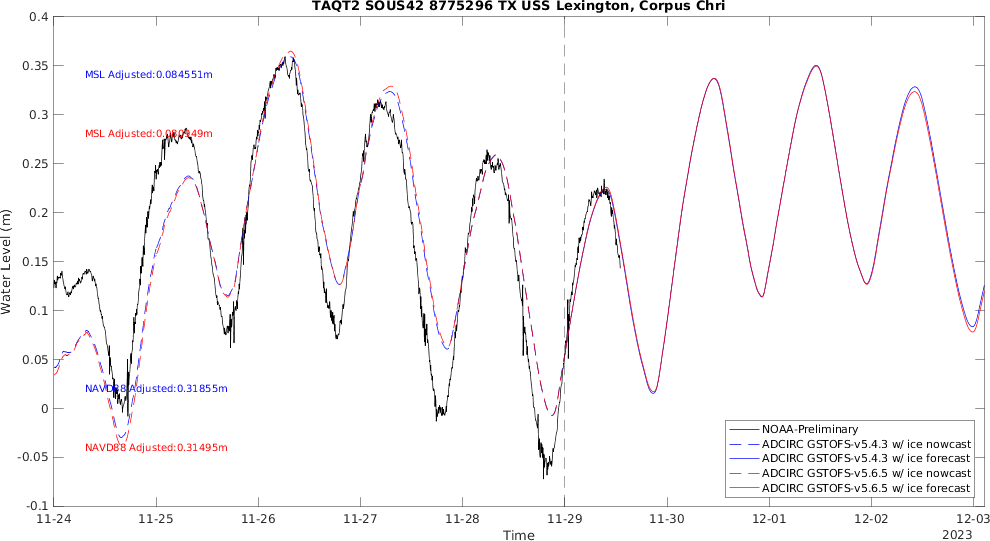 TAQT2 SOUS42 8775296 TX USS Lexington, Corpus Chri
0.4
0.35
0.3
0.25
0.2
0.15
0.1
0.05
0
-0.05
-0.1
Water Level (m)
MSL Adjusted:0.084551m
MSL Adjusted:0.080949m
NAVD88 Adjusted:0.31855m
NAVD88 Adjusted:0.31495m
NOAA-Preliminary
ADCIRC GSTOFS-v5.4.3 w/ ice nowcast
ADCIRC GSTOFS-v5.4.3 w/ ice forecast
ADCIRC GSTOFS-v5.6.5 w/ ice nowcast
ADCIRC GSTOFS-v5.6.5 w/ ice forecast
11-24 11-25 11-26 11-27 11-28 11-29 11-30 12-01 12-02 12-03
Time
2023